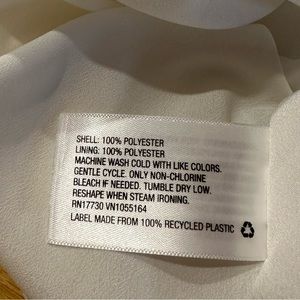 SHELL: 100% POLYESTER
LINING: 100% POLYESTER
MACHINE WASH COLD WITH LIKE COLORS.
GENTLE CYCLE. ONLY NON-CHLORINE
BLEACH IF NEEDED. TUMBLE DRY LOW.
RESHAPE WHEN STEAM IRONING.
RN17730 VN1055164
LABEL MADE FROM 100% RECYCLED PLASTIC